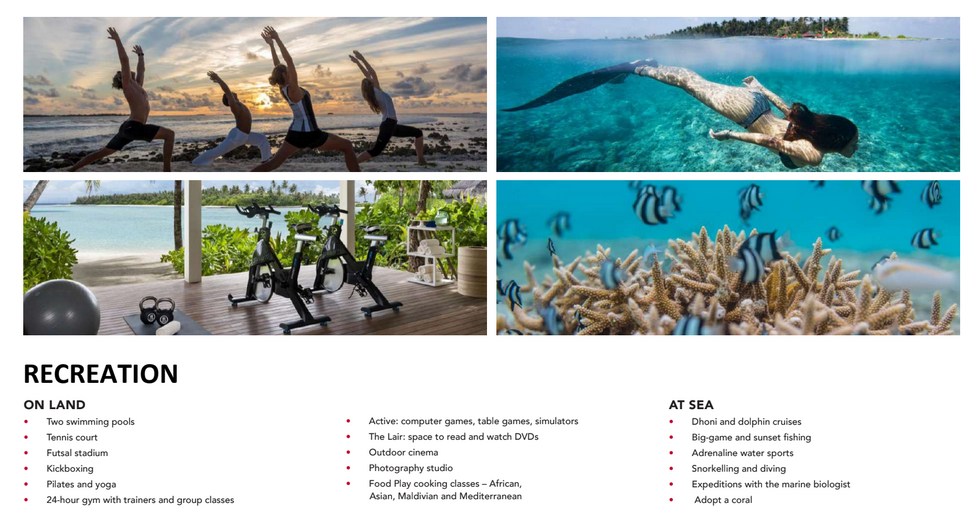 RECREATION
ON LAND
• Two swimming pools
• Tennis court
• Futsal stadium
• Kickboxing
• Pilates and yoga
• 24-hour gym with trainers and group classes
• Active: computer games, table games, simulators
• The Lair: space to read and watch DVDs
• Outdoor cinema
• Photography studio
• Food Play cooking classes – African,
Asian, Maldivian and Mediterranean
AT SEA
• Dhoni and dolphin cruises
• Big-game and sunset fishing
• Adrenaline water sports
• Snorkelling and diving
• Expeditions with the marine biologist
• Adopt a coral